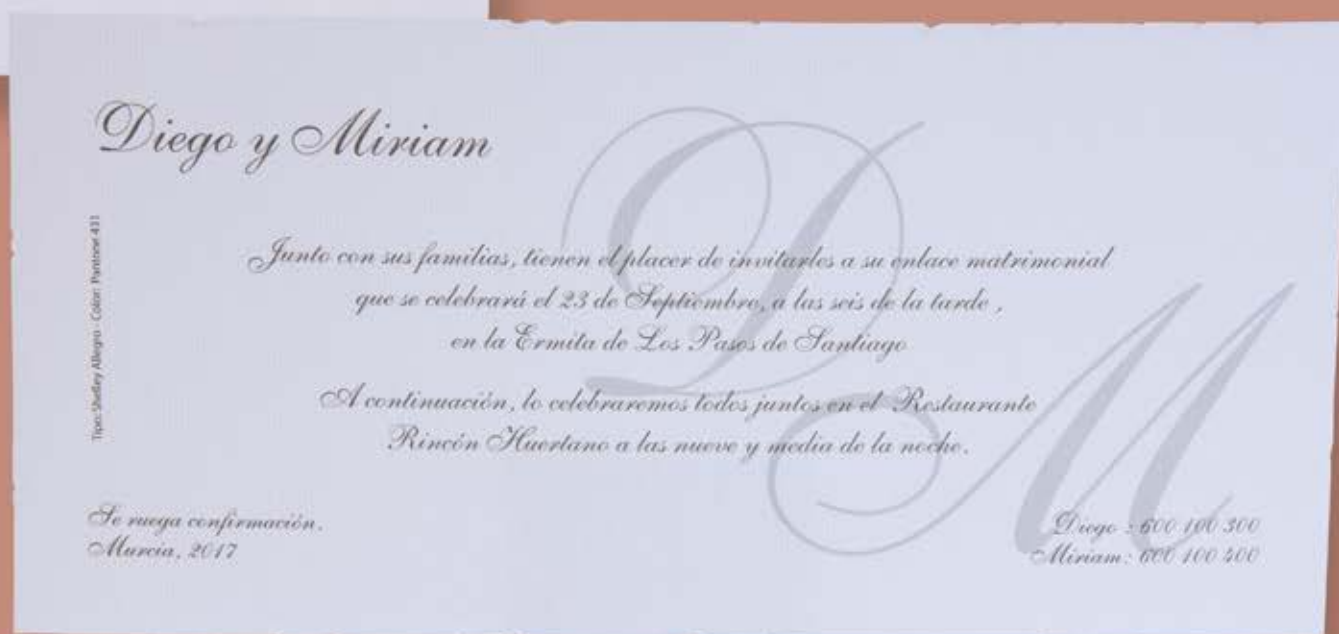 Diego y Miriam
D
M
Tipo: Shelley Allegro - Color: Pantone 431
Junto con sus familias, tienen el placer de invitarles a su enlace matrimonial
que se celebrará el 23 de Septiembre, a las seis de la tarde ,
en la Ermita de Los Pasos de Santiago
A continuación, lo celebraremos todos juntos en el Restaurante
Rincón Huertano a las nueve y media de la noche.
Se ruega confirmación.
Murcia, 2017
Diego : 600 100 300
Miriam: 600 100 400